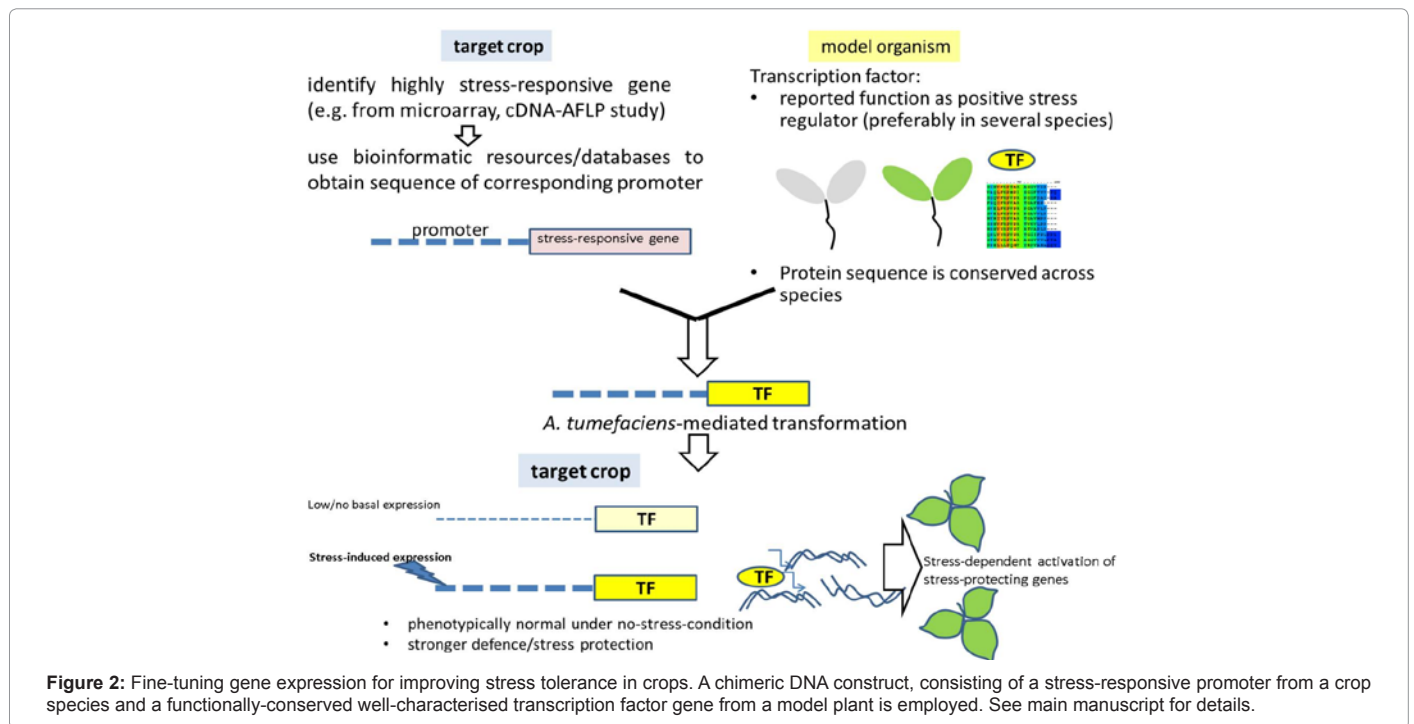 target crop
identify highly stress-responsive gene
(e.g. from microarray, cDNA-AFLP study)
use bioinformatic resources/databases to
obtain sequence of corresponding promoter
promoter
stress-responsive gene
model organism
Transcription factor:
• reported function as positive stress
regulator (preferably in several species)
TF
• Protein sequence is conserved across
species
TF
A. tumefaciens-mediated transformation
target crop
Low/no basal expression
TF
Stress-induced expression
TF
TF
Stress-dependent activation of
stress-protecting genes
• phenotypically normal under no-stress-condition
• stronger defence/stress protection
Figure 2: Fine-tuning gene expression for improving stress tolerance in crops. A chimeric DNA construct, consisting of a stress-responsive promoter from a crop
species and a functionally-conserved well-characterised transcription factor gene from a model plant is employed. See main manuscript for details.